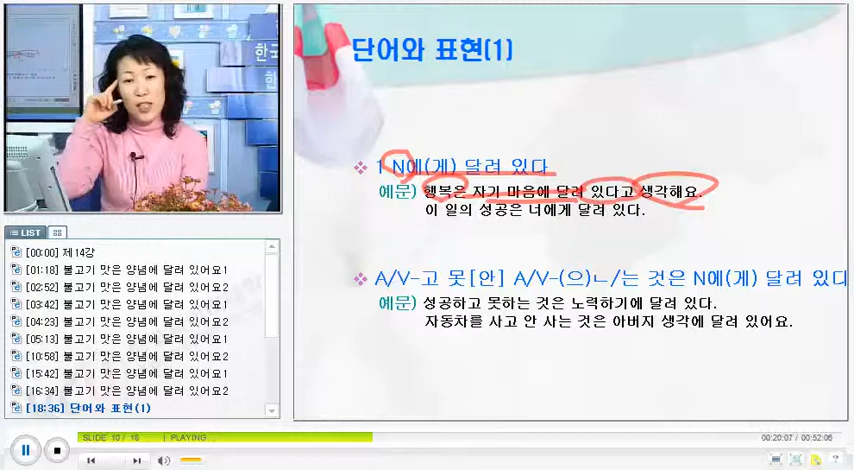 한국
단어와 표현(1)
1 N에(게) 달려 있다
예문) 행복은 자기 마음에 달려 있다고 생각해요.
이 일의 성공은 너에게 달려 있다.
A/V-고 못[안] A/V-(으)ㄴ/는 것은 N에(게) 달려 있다
예문) 성공하고 못하는 것은 노력하기에 달려 있다.
자동차를 사고 안 사는 것은 아버지 생각에 달려 있어요.
LIST
[00:00] 제14강
[01:18] 불고기 맛은 양념에 달려 있어요1
[02:52] 불고기 맛은 양념에 달려 있어요2
[03:42] 불고기 맛은 양념에 달려 있어요1
[04:23] 불고기 맛은 양념에 달려 있어요2
[05:13] 불고기 맛은 양념에 달려 있어요1
[10:58] 불고기 맛은 양념에 달려 있어요2
[15:42] 불고기 맛은 양념에 달려 있어요1
[16:34] 불고기 맛은 양념에 달려 있어요2
[18:36] 단어와 표현(1)
SLIDE 10 / 18 | PLAYING...
00:20:07 / 00:52:06